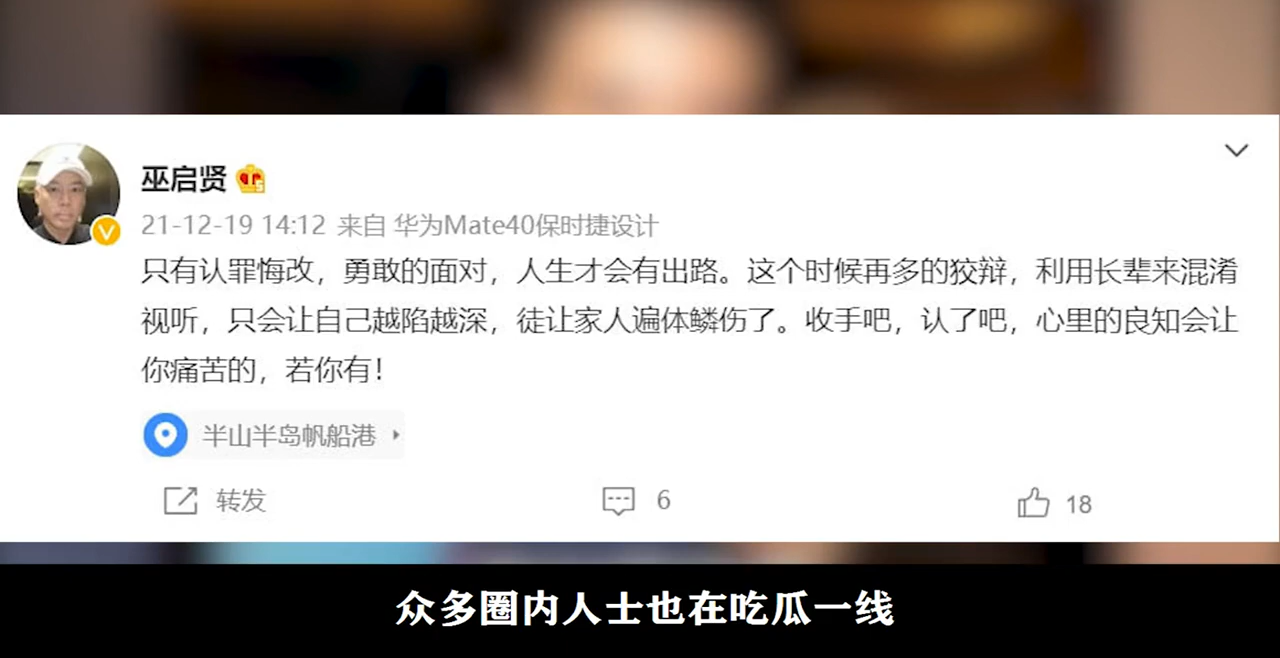 巫启贤
21-12-19 14:12 来自 华为Mate40保时捷设计
只有认罪悔改，勇敢的面对，人生才会有出路。这个时候再多的狡辩，利用长辈来混淆
视听，只会让自己越陷越深，徒让家人遍体鳞伤了。收手吧，认了吧，心里的良知会让
你痛苦的，若你有！
半山半岛帆船港
转发 6 18
众多圈内人士也在吃瓜一线